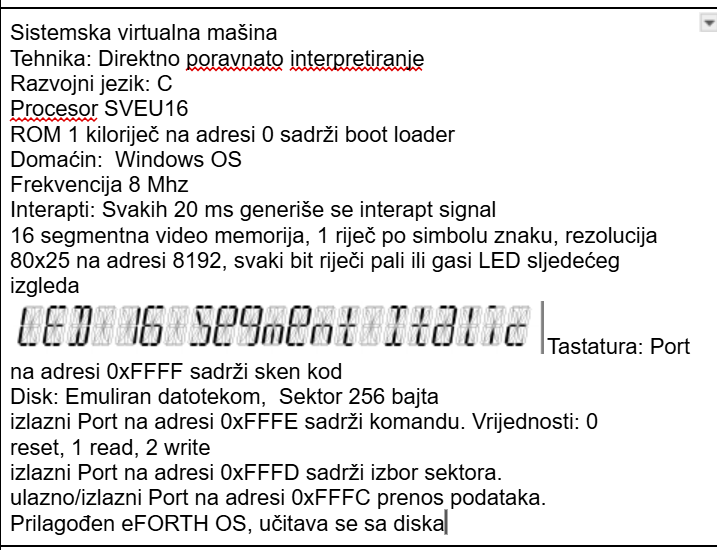 Sistemska virtualna mašina
Tehnika: Direktno poravnato interpretiranje
Razvojni jezik: C
Procesor SVEU16
ROM 1 kiloriječ na adresi 0 sadrži boot loader
Domaćin:  Windows OS
Frekvencija 8 Mhz
Interapti: Svakih 20 ms generiše se interapt signal
16 segmentna video memorija, 1 riječ po simbolu znaku, rezolucija
80x25 na adresi 8192, svaki bit riječi pali ili gasi LED sljedećeg
izgleda
LED 16 Segment Italic Tastatura: Port
na adresi 0xFFFF sadrži sken kod
Disk: Emuliran datotekom,  Sektor 256 bajta
izlazni Port na adresi 0xFFFE sadrži komandu. Vrijednosti: 0
reset, 1 read, 2 write
izlazni Port na adresi 0xFFFD sadrži izbor sektora.
ulazno/izlazni Port na adresi 0xFFFC prenos podataka.
Prilagođen eFORTH OS, učitava se sa diska